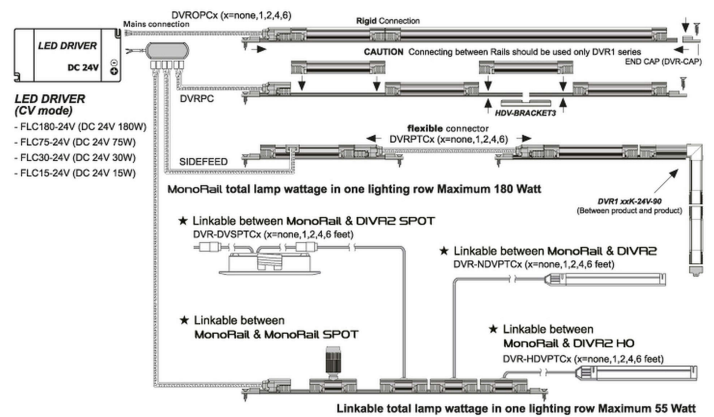 DVROPCx (x=none,1,2,4,6)
Mains connection
Rigid Connection
LED DRIVER
DC 24V
CAUTION Connecting between Rails should be used only DVR1 series
END CAP (DVR-CAP)
DVRPC
HDV-BRACKET3
LED DRIVER
(CV mode)
- FLC180-24V (DC 24V 180W)
- FLC75-24V (DC 24V 75W)
- FLC30-24V (DC 24V 30W)
- FLC15-24V (DC 24V 15W)
flexible connector
DVRPTCx (x=none,1,2,4,6)
SIDEFEED
MonoRail total lamp wattage in one lighting row Maximum 180 Watt
DVR1 xxK-24V-90
(Between product and product)
★ Linkable between MonoRail & DIVR2 SPOT
DVR-DVSPTCx (x=none,1,2,4,6 feet)
★ Linkable between MonoRail & DIVR2
DVR-NDVPTCx (x=none,1,2,4,6 feet)
★ Linkable between
MonoRail & MonoRail SPOT
★ Linkable between
MonoRail & DIVR2 HO
DVR-HDVPTCx (x=none,1,2,4,6 feet)
Linkable total lamp wattage in one lighting row Maximum 55 Watt